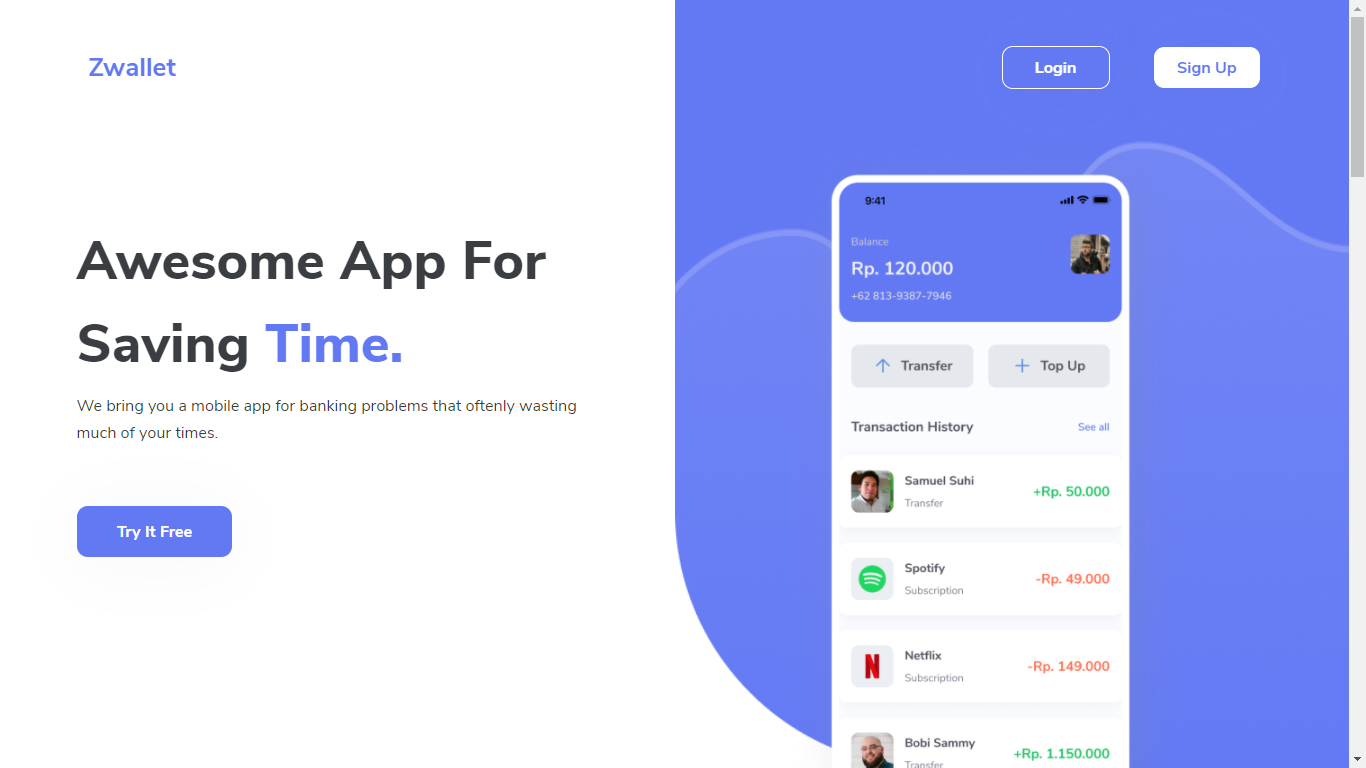 Zwallet
Login
Sign Up
Awesome App For
Saving Time.
We bring you a mobile app for banking problems that oftenly wasting
much of your times.
Try It Free
9:41
Balance
Rp. 120.000
+62 813-9387-7946
Transfer
Top Up
Transaction History
See all
Samuel Suhi
Transfer
+Rp. 50.000
Spotify
Subscription
-Rp. 49.000
Netflix
Subscription
-Rp. 149.000
Bobi Sammy
Transfer
+Rp. 1.150.000